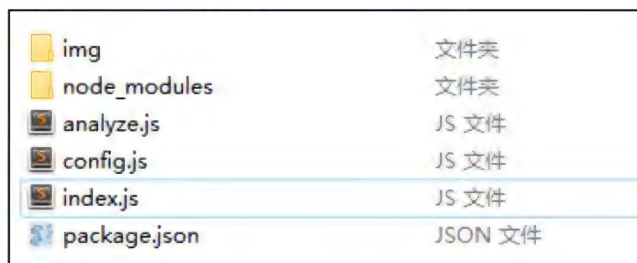 img 文件夹
node_modules 文件夹
analyze.js JS 文件
config.js JS 文件
index.js JS 文件
package.json JSON 文件